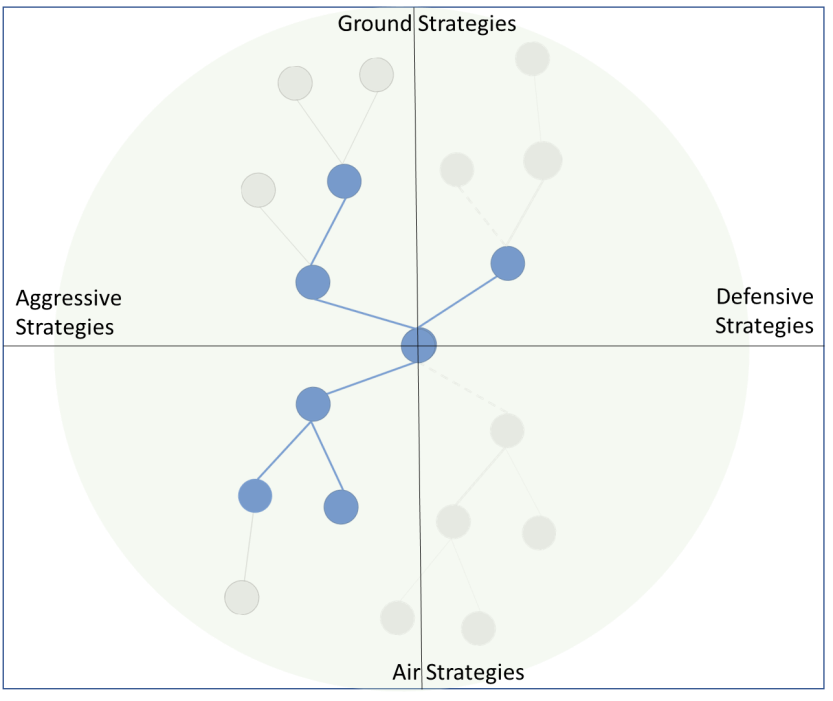 Ground Strategies
Aggressive
Strategies
Defensive
Strategies
Air Strategies